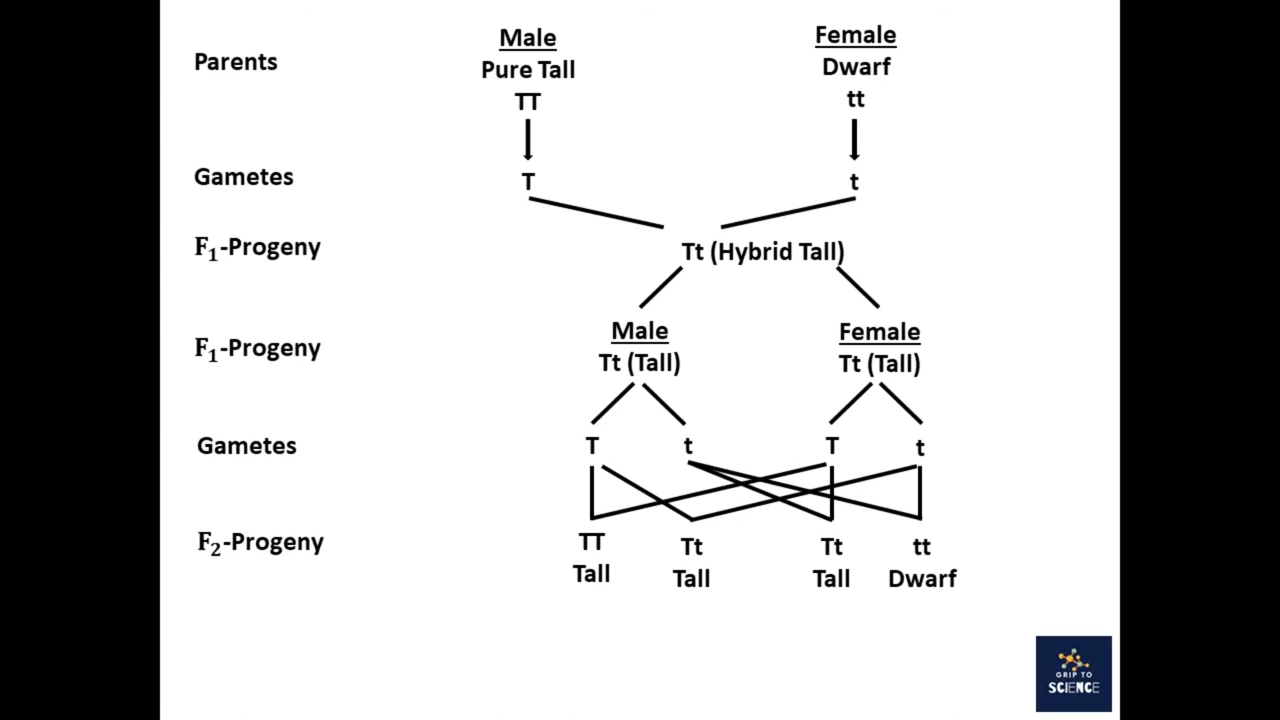 Male Female
Parents Pure Tall Dwarf
TT tt
Gametes T t
F₁-Progeny Tt (Hybrid Tall)
Male Female
F₁-Progeny Tt (Tall) Tt (Tall)
Gametes T t T t
F₂-Progeny TT Tt Tt tt
Tall Tall Tall Dwarf
GRIP TO
SCIENCE